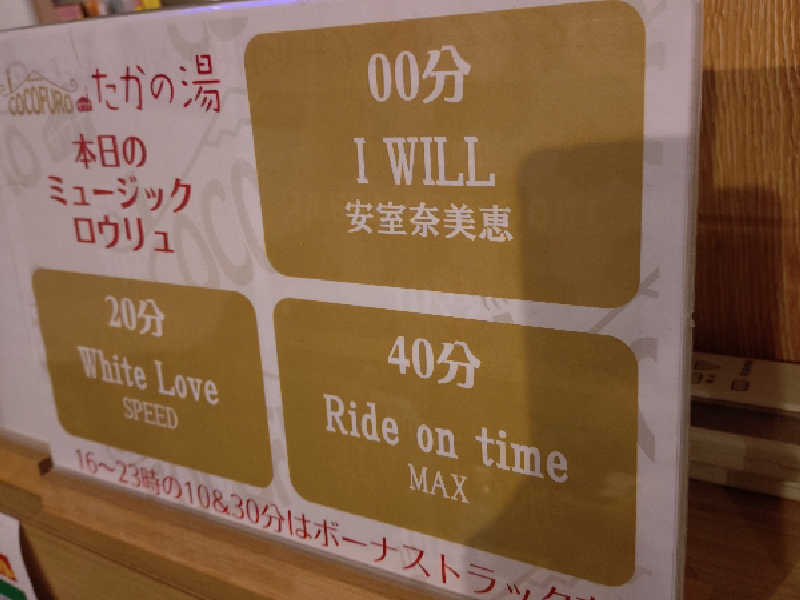 COCOFURO たかの湯
本日の
ミュージック
ロウリュ
00分
I WILL
安室奈美恵
20分
White Love
SPEED
40分
Ride on time
MAX
16～23時の10&30分はボーナストラック